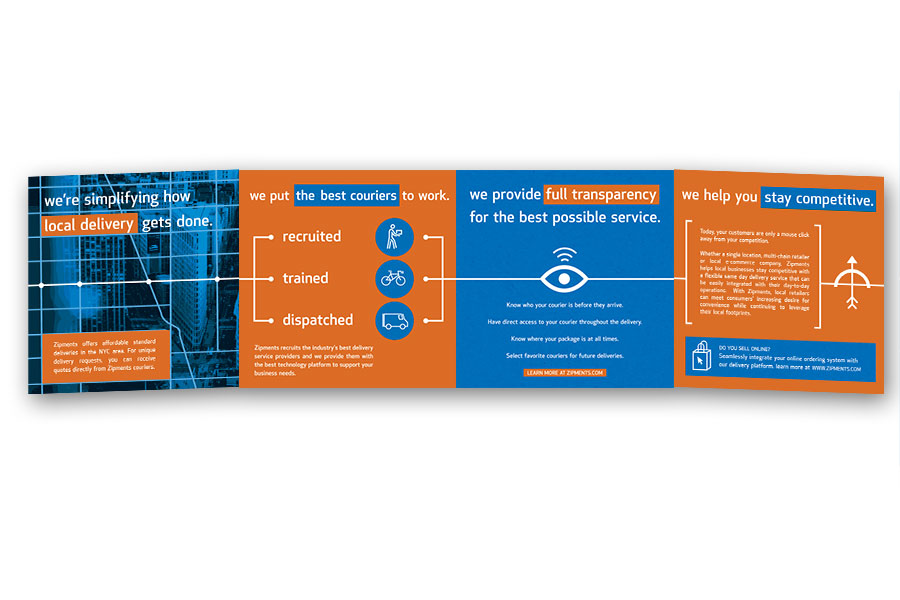 we're simplifying how
local delivery gets done.
Zipments offers affordable standard
deliveries in the NYC area. For unique
delivery requests, you can receive
quotes directly from Zipments couriers.
we put the best couriers to work.
recruited
trained
dispatched
Zipments recruits the industry's best delivery
service providers and we provide them with
the best technology platform to support your
business needs.
we provide full transparency
for the best possible service.
Know who your courier is before they arrive.
Have direct access to your courier throughout the delivery.
Know where your package is at all times.
Select favorite couriers for future deliveries.
LEARN MORE AT ZIPMENTS.COM
we help you stay competitive.
Today, your customers are only a mouse click
away from your competition.
Whether a single location, multi-chain retailer
or local e-commerce company, Zipments
helps local businesses stay competitive with
a flexible same day delivery service that can
be easily integrated with their day-to-day
operations. With Zipments, local retailers
can meet consumers' increasing desire for
convenience while continuing to leverage
their local footprints.
DO YOU SELL ONLINE?
Seamlessly integrate your online ordering system with
our delivery platform. learn more at WWW.ZIPMENTS.COM